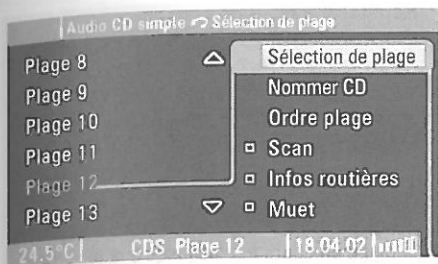 Audio CD simple Sélection de plage
Plage 8
Plage 9
Plage 10
Plage 11
Plage 12
Plage 13
Sélection de plage
Nommer CD
Ordre plage
Scan
Infos routières
Muet
24.5°C CDS Plage 12 18.04.02